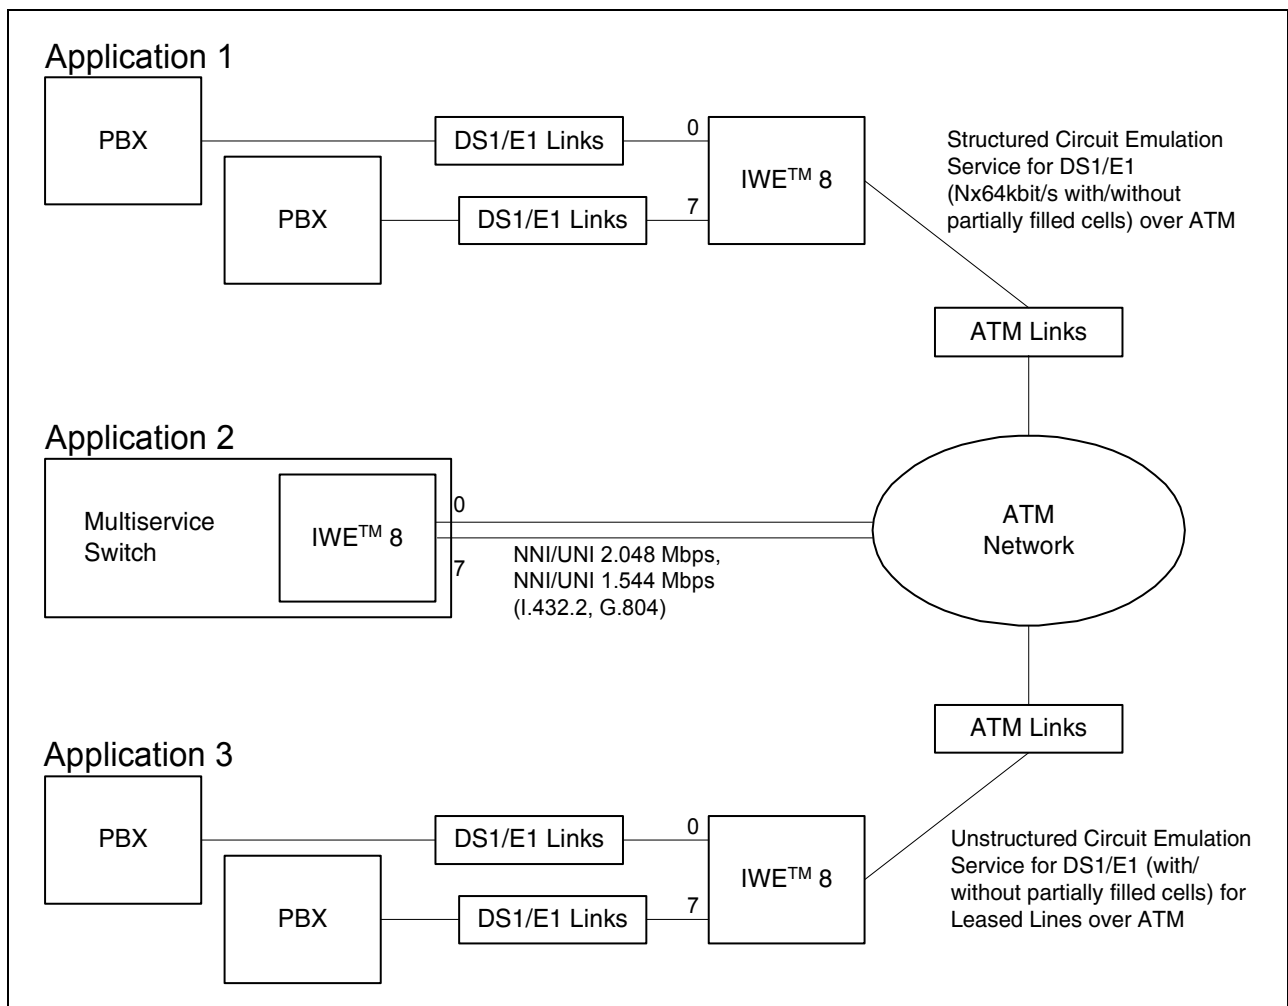 Application 1
PBX
DS1/E1 Links
0
IWE™ 8
PBX
DS1/E1 Links
7
Structured Circuit Emulation
Service for DS1/E1
(Nx64kbit/s with/without
partially filled cells) over ATM
ATM Links
Application 2
Multiservice
Switch
IWE™ 8
0
7
NNI/UNI 2.048 Mbps,
NNI/UNI 1.544 Mbps
(I.432.2, G.804)
ATM
Network
ATM Links
Application 3
PBX
DS1/E1 Links
0
IWE™ 8
PBX
DS1/E1 Links
7
Unstructured Circuit Emulation
Service for DS1/E1 (with/
without partially filled cells) for
Leased Lines over ATM